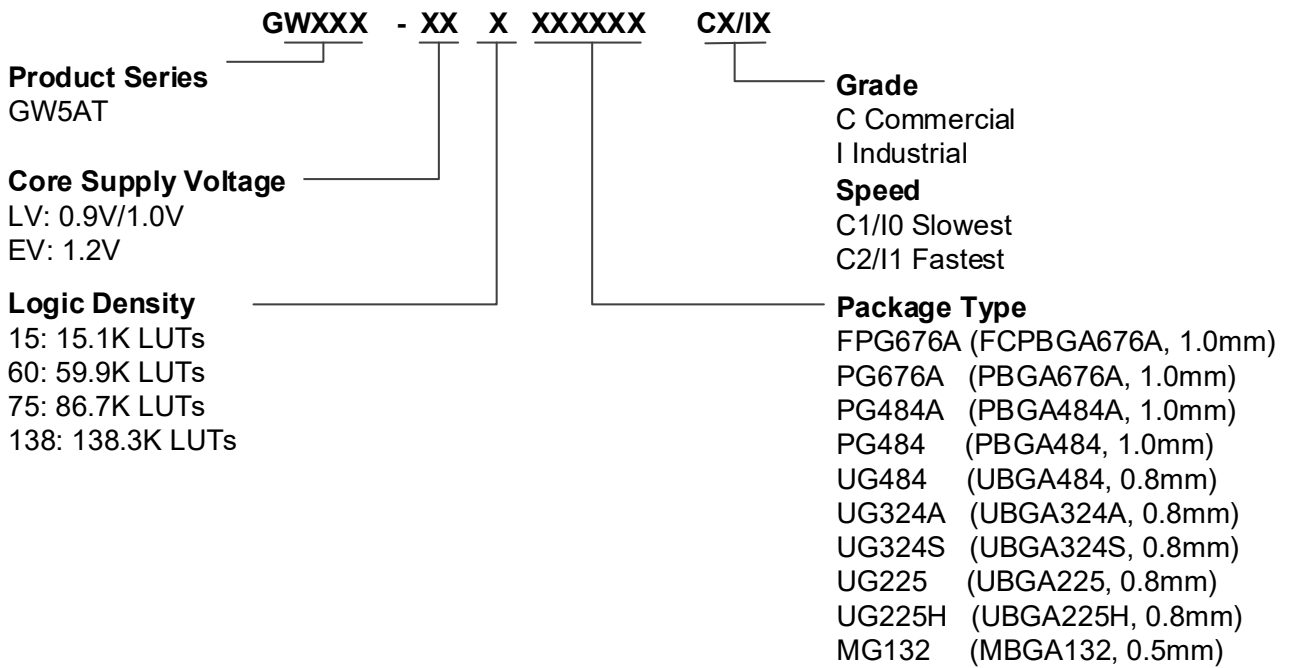 GWXXX - XX X XXXXXX CX/IX
Product Series
GW5AT
Core Supply Voltage
LV: 0.9V/1.0V
EV: 1.2V
Logic Density
15: 15.1K LUTs
60: 59.9K LUTs
75: 86.7K LUTs
138: 138.3K LUTs
Grade
C Commercial
I Industrial
Speed
C1/I0 Slowest
C2/I1 Fastest
Package Type
FPG676A (FCPBGA676A, 1.0mm)
PG676A (PBGA676A, 1.0mm)
PG484A (PBGA484A, 1.0mm)
PG484 (PBGA484, 1.0mm)
UG484 (UBGA484, 0.8mm)
UG324A (UBGA324A, 0.8mm)
UG324S (UBGA324S, 0.8mm)
UG225 (UBGA225, 0.8mm)
UG225H (UBGA225H, 0.8mm)
MG132 (MBGA132, 0.5mm)